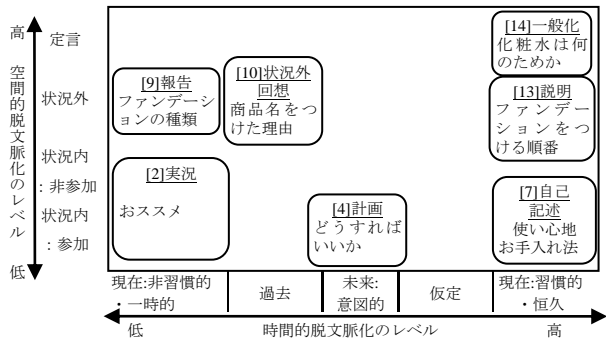 高
空間的脱文脈化のレベル
低
定言
状況外
状況内
:非参加
状況内
:参加
[14]一般化
化粧水は何
のためか
[9]報告
ファンデーシ
ョンの種類
[10]状況外
回想
商品名をつ
けた理由
[13]説明
ファンデー
ションをつ
ける順番
[2]実況
おススメ
[4]計画
どうすれば
いいか
[7]自己
記述
使い心地
お手入れ法
現在:非習慣的
・一時的
過去
未来:
意図的
仮定
現在:習慣的
・恒久
低
時間的脱文脈化のレベル
高